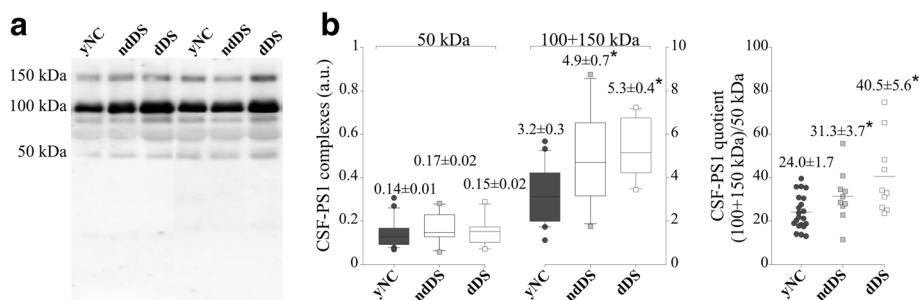 a
yNC ndDS dDS yNC ndDS dDS
150 kDa
100 kDa
50 kDa
b
50 kDa
100+150 kDa
CSF-PS1 complexes (a.u.)
1
0.8
0.6
0.4
0.2
0
10
8
6
4
2
0
0.14±0.01
0.17±0.02
0.15±0.02
3.2±0.3
4.9±0.7*
5.3±0.4*
yNC ndDS dDS yNC ndDS dDS
CSF-PS1 quotient
(100+150 kDa)/50 kDa
100
80
60
40
20
0
24.0±1.7
31.3±3.7*
40.5±5.6*
yNC ndDS dDS